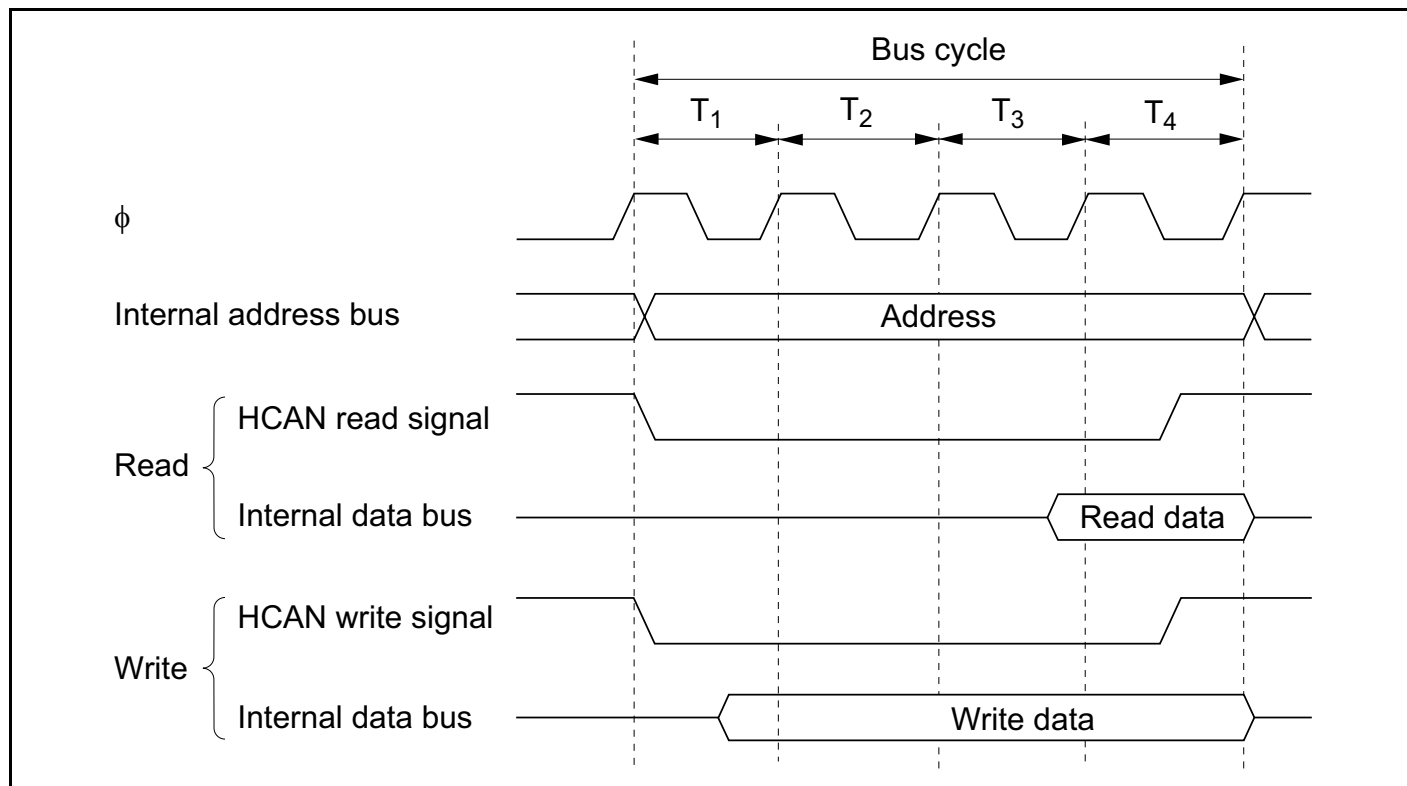 Bus cycle
T1 T2 T3 T4
ϕ
Internal address bus Address
HCAN read signal
Read
Internal data bus Read data
HCAN write signal
Write
Internal data bus Write data